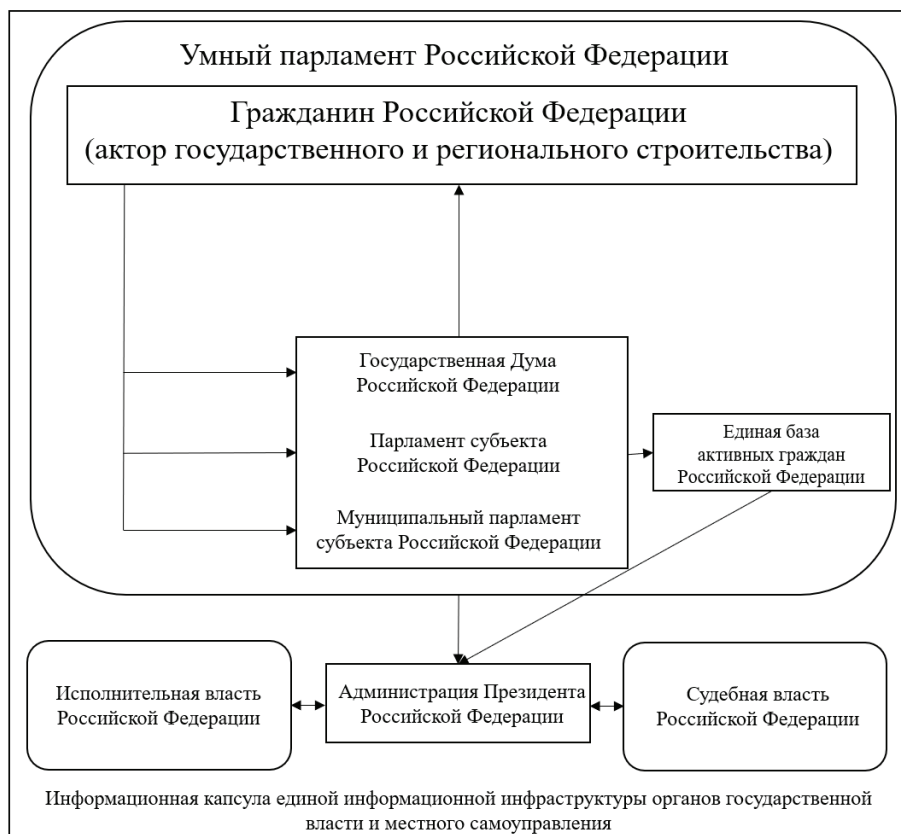 Умный парламент Российской Федерации
Гражданин Российской Федерации
(актор государственного и регионального строительства)
Государственная Дума
Российской Федерации
Парламент субъекта
Российской Федерации
Муниципальный парламент
субъекта Российской Федерации
Единая база
активных граждан
Российской Федерации
Исполнительная власть
Российской Федерации
Администрация Президента
Российской Федерации
Судебная власть
Российской Федерации
Информационная капсула единой информационной инфраструктуры органов государственной
власти и местного самоуправления